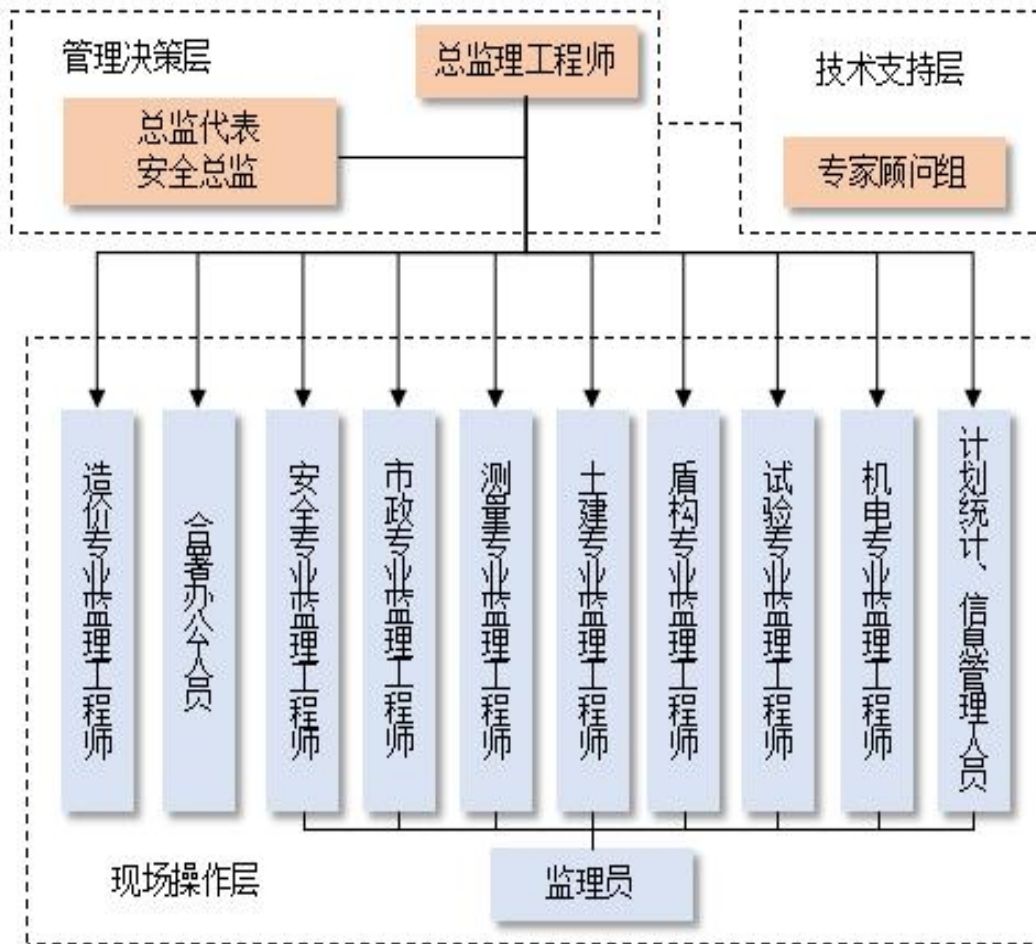 管理决策层
总监理工程师
总监代表
安全总监
技术支持层
专家顾问组
造价专业监理工程师
合署办公人员
安全专业监理工程师
市政专业监理工程师
测量专业监理工程师
土建专业监理工程师
盾构专业监理工程师
试验专业监理工程师
机电专业监理工程师
计划统计、信息管理人员
现场操作层
监理员